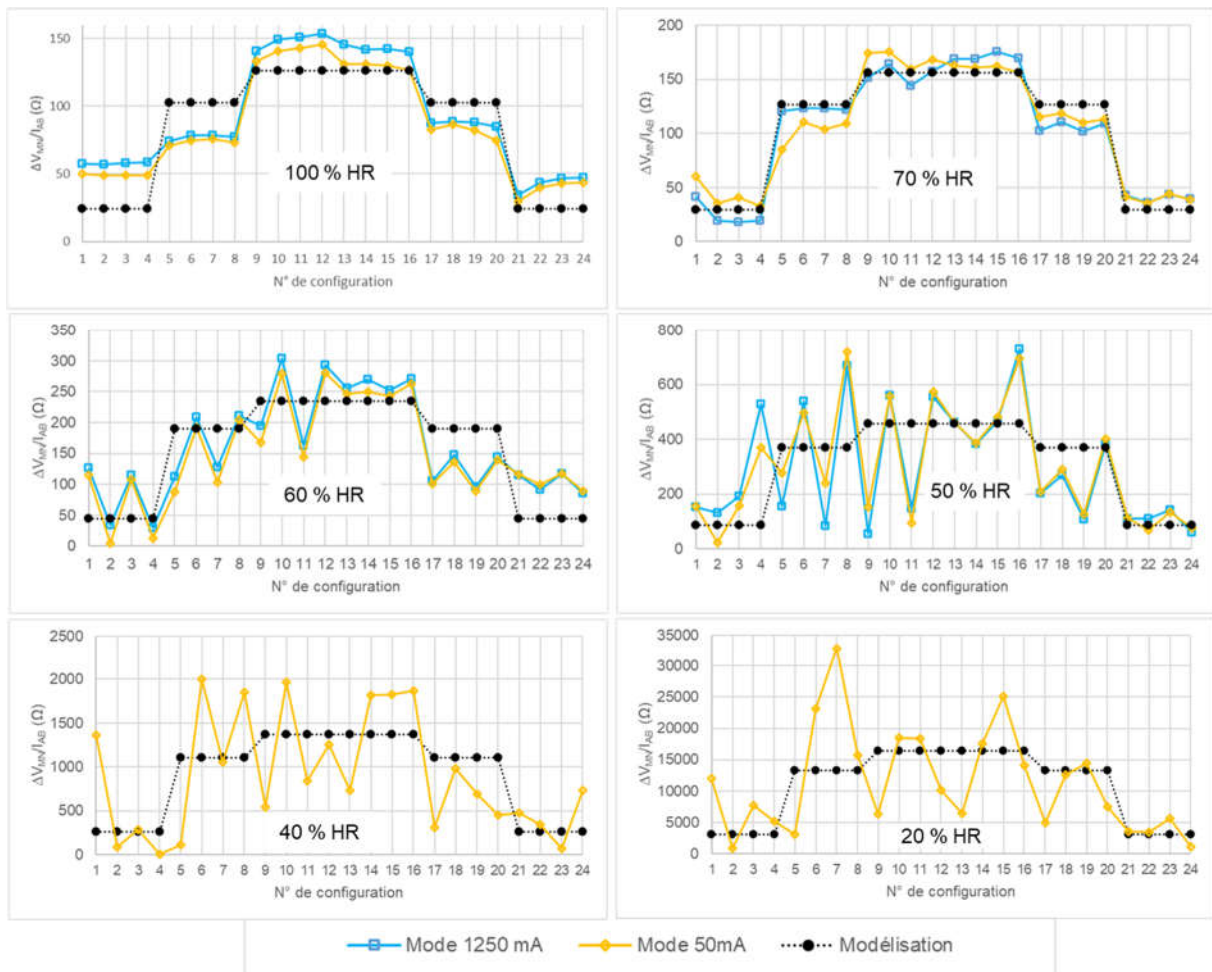 150
100
50
0
ΔVMN/IAB (Ω)
100 % HR
1 2 3 4 5 6 7 8 9 10 11 12 13 14 15 16 17 18 19 20 21 22 23 24
N° de configuration
200
150
100
50
0
ΔVMN/IAB (Ω)
70 % HR
1 2 3 4 5 6 7 8 9 10 11 12 13 14 15 16 17 18 19 20 21 22 23 24
N° de configuration
350
300
250
200
150
100
50
0
ΔVMN/IAB (Ω)
60 % HR
1 2 3 4 5 6 7 8 9 10 11 12 13 14 15 16 17 18 19 20 21 22 23 24
N° de configuration
800
600
400
200
0
ΔVMN/IAB (Ω)
50 % HR
1 2 3 4 5 6 7 8 9 10 11 12 13 14 15 16 17 18 19 20 21 22 23 24
N° de configuration
2500
2000
1500
1000
500
0
ΔVMN/IAB (Ω)
40 % HR
1 2 3 4 5 6 7 8 9 10 11 12 13 14 15 16 17 18 19 20 21 22 23 24
N° de configuration
35000
30000
25000
20000
15000
10000
5000
0
ΔVMN/IAB (Ω)
20 % HR
1 2 3 4 5 6 7 8 9 10 11 12 13 14 15 16 17 18 19 20 21 22 23 24
N° de configuration
Mode 1250 mA Mode 50mA Modélisation